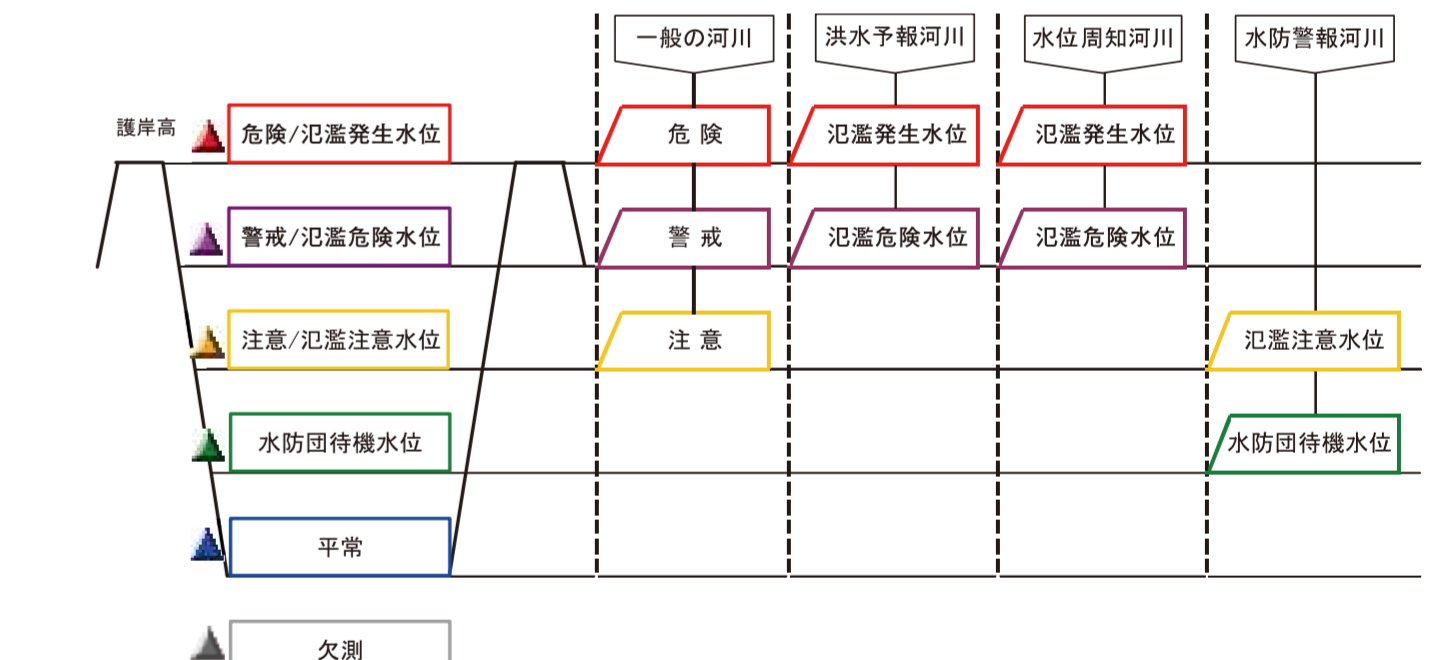 一般の河川
洪水予報河川
水位周知河川
水防警報河川
護岸高
危険/氾濫発生水位
危険
氾濫発生水位
氾濫発生水位
警戒/氾濫危険水位
警戒
氾濫危険水位
氾濫危険水位
注意/氾濫注意水位
注意
氾濫注意水位
水防団待機水位
水防団待機水位
平常
欠測